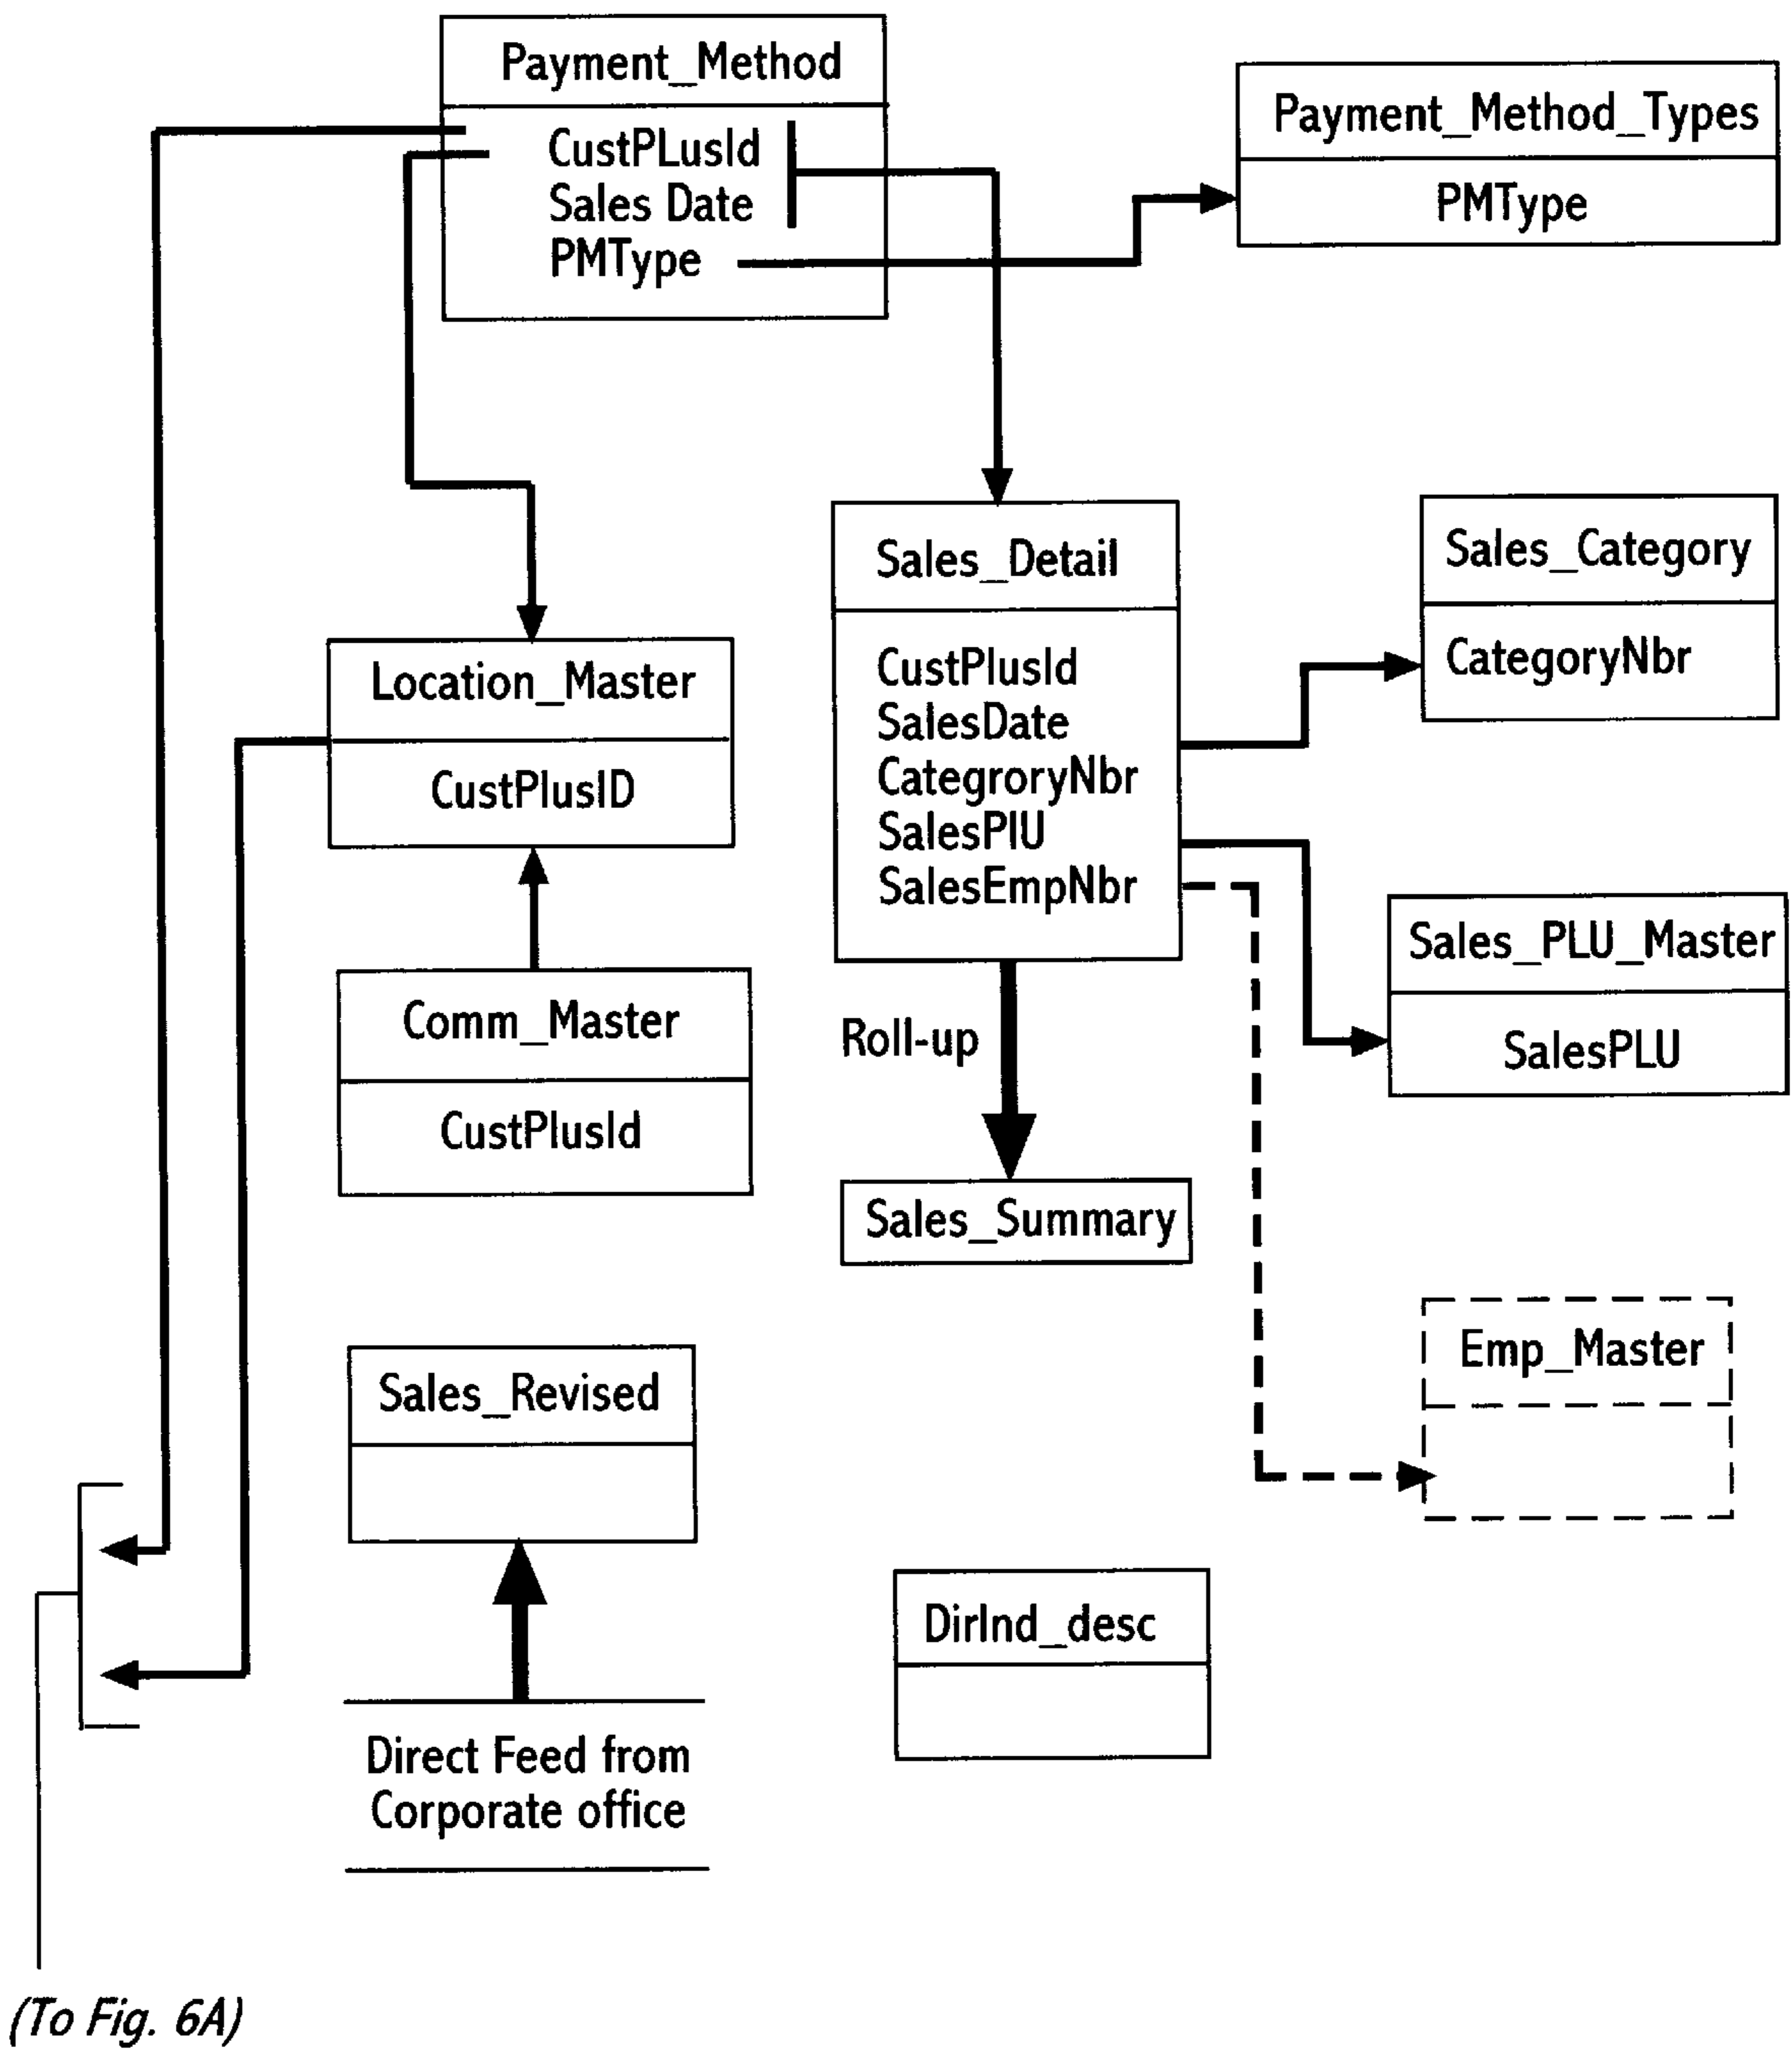 Payment_Method
CustPLusId
Sales Date
PMType
Payment_Method_Types
PMType
Location_Master
CustPlusID
Sales_Detail
CustPlusId
SalesDate
CategroryNbr
SalesPlU
SalesEmpNbr
Sales_Category
CategoryNbr
Sales_PLU_Master
SalesPLU
Comm_Master
CustPlusId
Roll-up
Sales_Summary
Emp_Master
Sales_Revised
Direct Feed from
Corporate office
DirInd_desc
(To Fig. 6A)